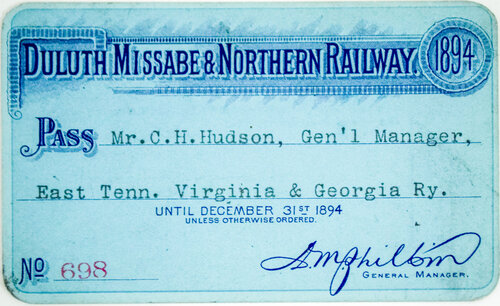 DULUTH MISSABE & NORTHERN RAILWAY. 1894
PASS Mr. C. H. Hudson, Gen'l Manager,
East Tenn. Virginia & Georgia Ry.
UNTIL DECEMBER 31ST 1894
UNLESS OTHERWISE ORDERED.
No 698
GENERAL MANAGER.